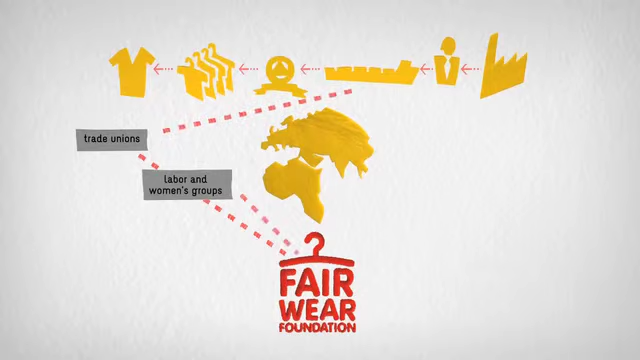 trade unions
labor and
women's groups
FAIR
WEAR
FOUNDATION